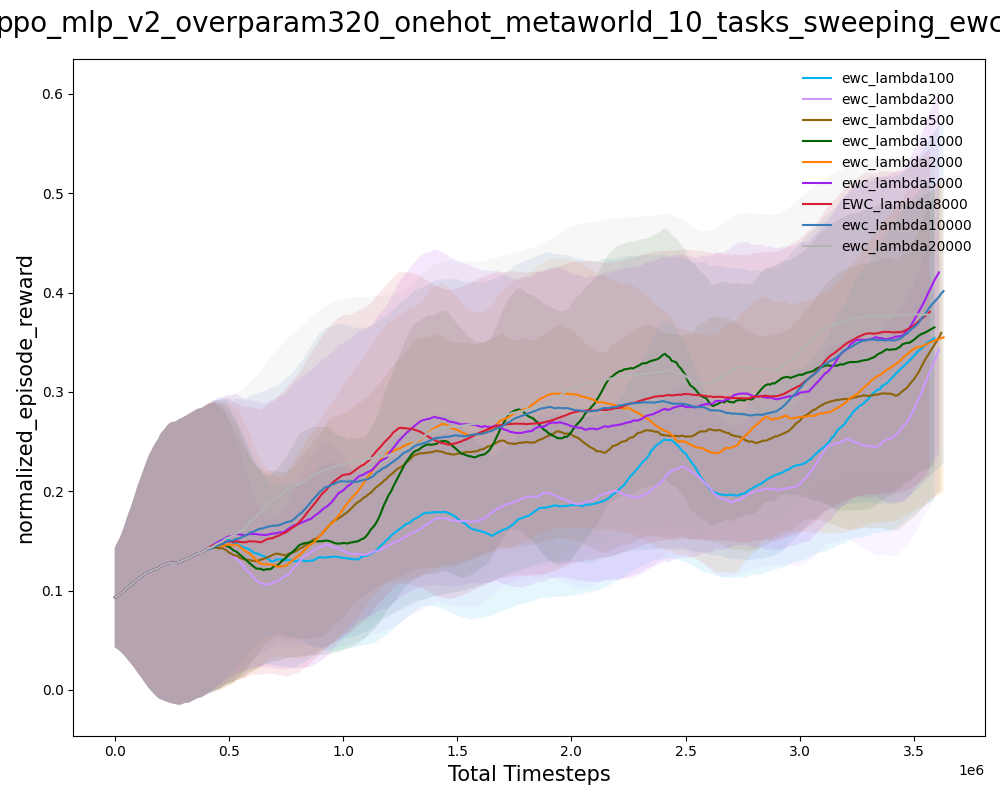 ppo_mlp_v2_overparam320_onehot_metaworld_10_tasks_sweeping_ewc
ewc_lambda100
ewc_lambda200
ewc_lambda500
ewc_lambda1000
ewc_lambda2000
ewc_lambda5000
EWC_lambda8000
ewc_lambda10000
ewc_lambda20000
normalized_episode_reward
0.6
0.5
0.4
0.3
0.2
0.1
0.0
0.0 0.5 1.0 1.5 2.0 2.5 3.0 3.5
1e6
Total Timesteps